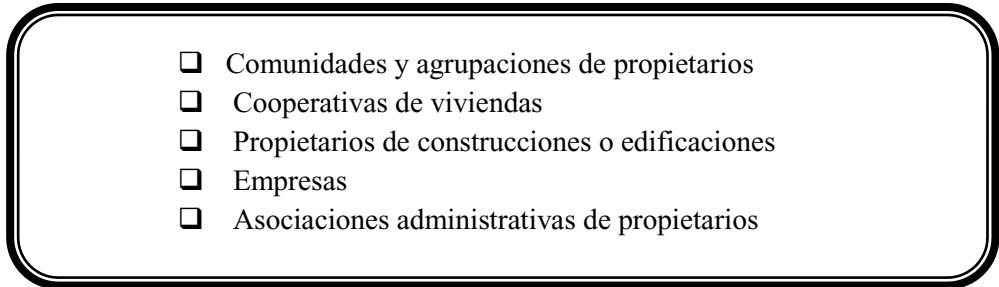 ❑ Comunidades y agrupaciones de propietarios
❑ Cooperativas de viviendas
❑ Propietarios de construcciones o edificaciones
❑ Empresas
❑ Asociaciones administrativas de propietarios